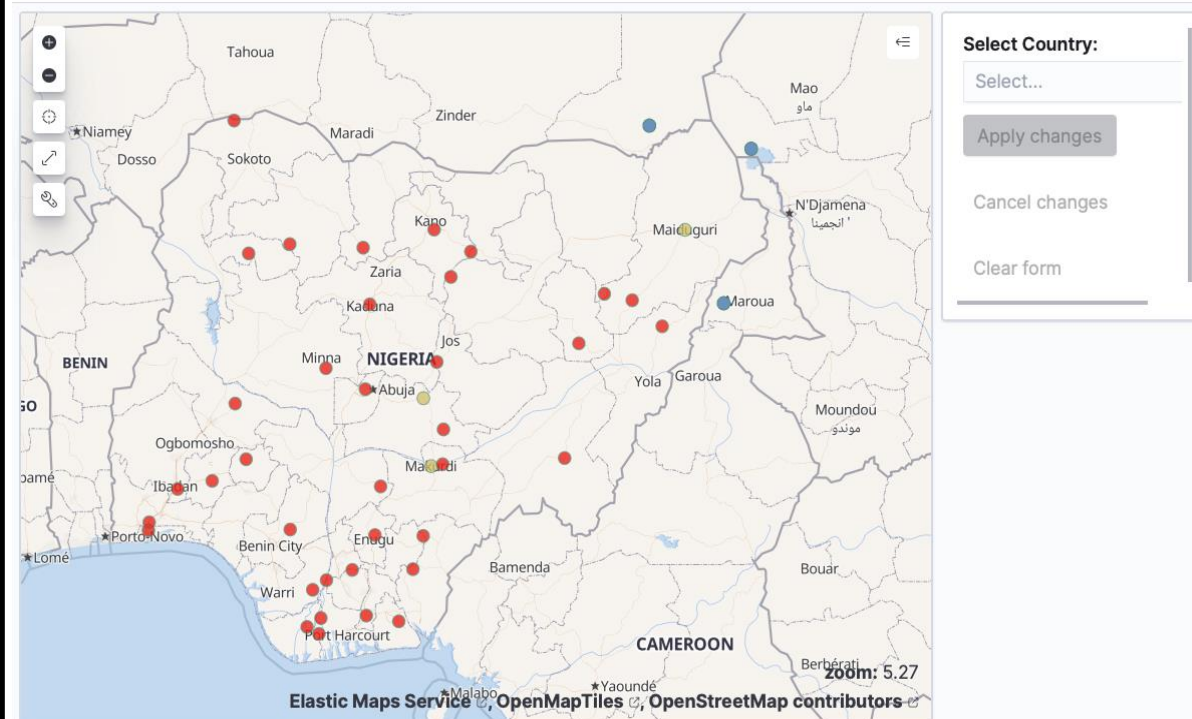 Tahoua
Mao
ماو
Zinder
Niamey
Maradi
Dosso
Sokoto
N'Djamena
انجمينا '
Kano
Maiduguri
Zaria
Kaduna
Maroua
Jos
Minna
NIGERIA
BENIN
Abuja
Yola
Garoua
GO
Moundou
موندو
Ogbomosho
Makurdi
Ibadan
bamé
Porto-Novo
Benin City
Enugu
Lomé
Bamenda
Bouar
Warri
Port Harcourt
CAMEROON
Berbérati
zoom: 5.27
Malabo
Yaoundé
Elastic Maps Service, OpenMapTiles, OpenStreetMap contributors
Select Country:
Select...
Apply changes
Cancel changes
Clear form